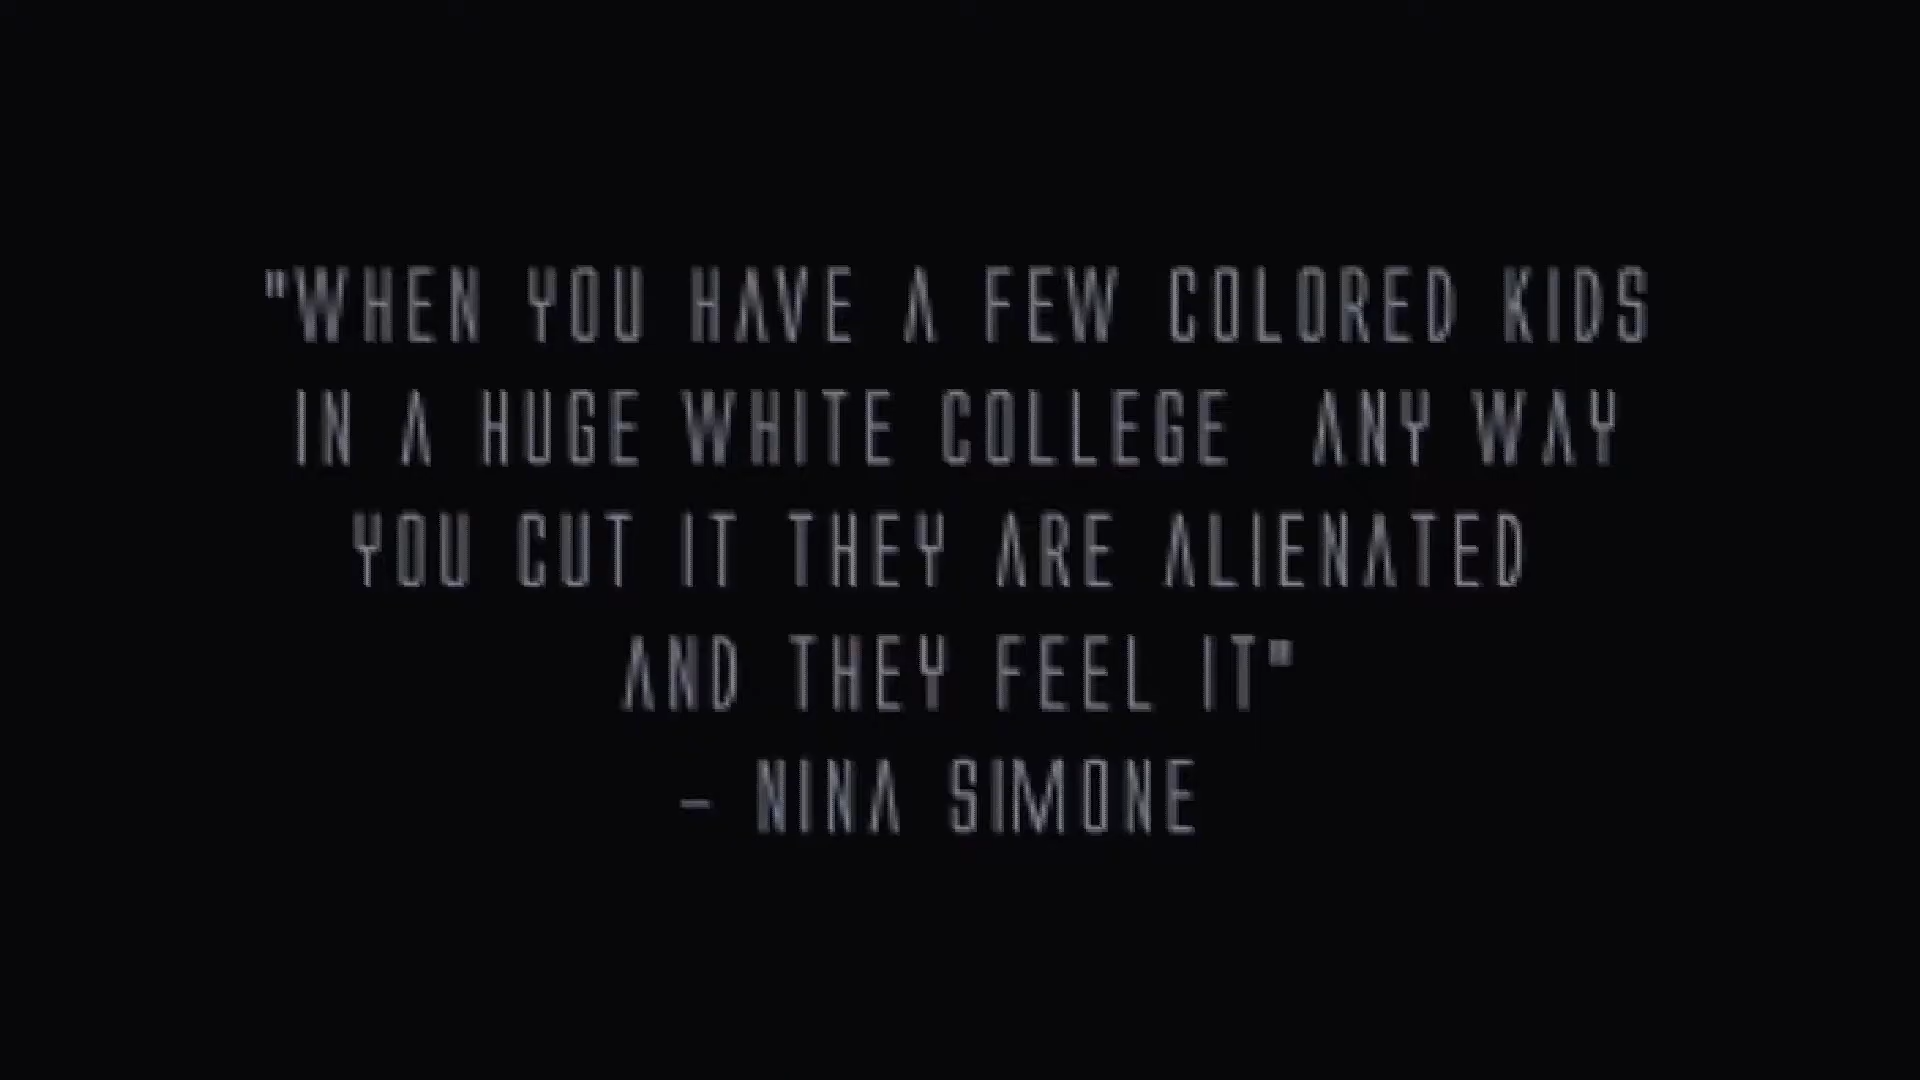 "WHEN YOU HAVE A FEW COLORED KIDS
IN A HUGE WHITE COLLEGE ANY WAY
YOU CUT IT THEY ARE ALIENATED
AND THEY FEEL IT"
- NINA SIMONE